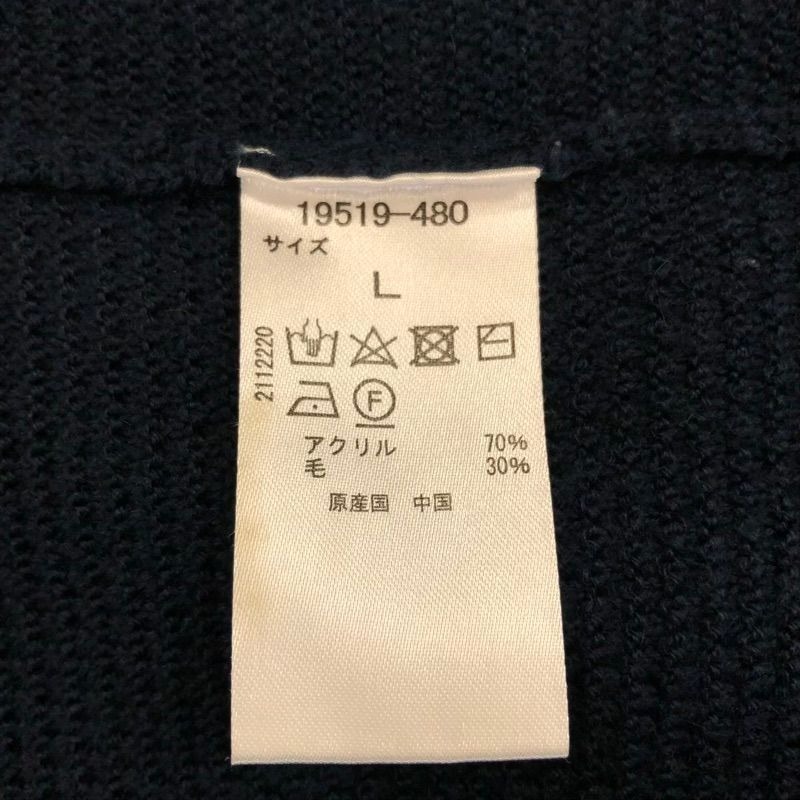 19519-480
サイズ
L
2112220
F
アクリル 70%
毛 30%
原産国 中国